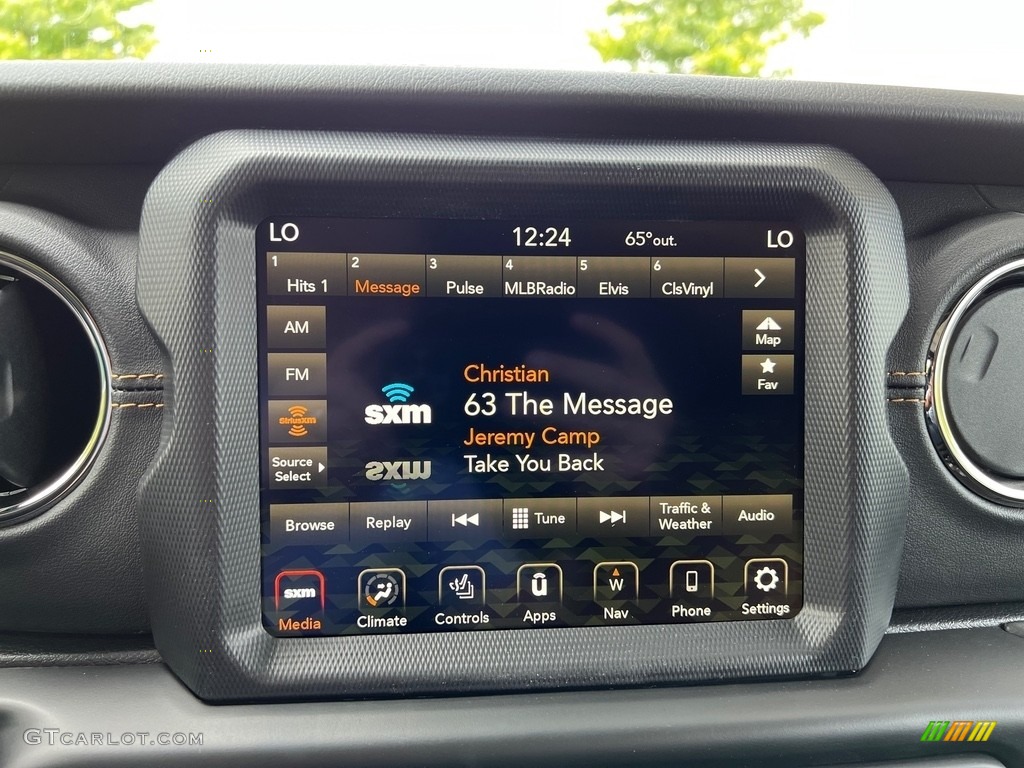 LO 12:24 65°out. LO
1 2 3 4 5 6
Hits 1 Message Pulse MLBRadio Elvis ClsVinyl >
AM
Map
FM
Fav
SiriusXM
Source
Select
sxm
Christian
63 The Message
Jeremy Camp
Take You Back
sxm
Browse Replay Tune Traffic &
Weather Audio
sxm
Media Climate Controls
u
Apps
W
Nav Phone Settings
GTCARLOT.COM